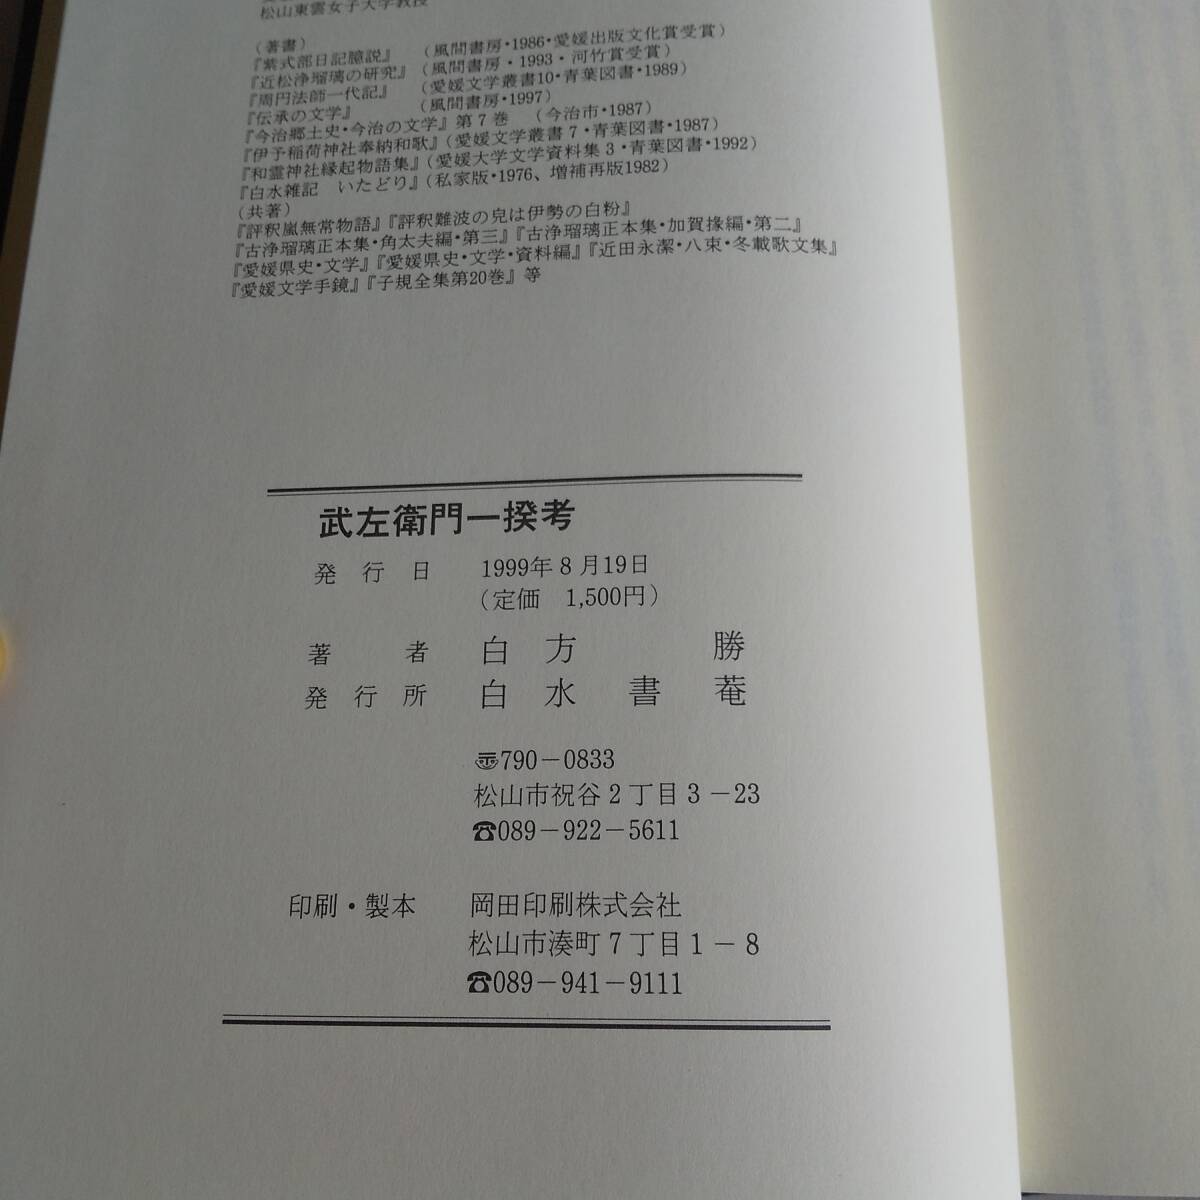 松山東雲女子大学教授
(著書)
『紫式部日記臆説』　(風間書房・1986・愛媛出版文化賞受賞)
『近松浄瑠璃の研究』(風間書房・1993・河竹賞受賞)
『周円法師一代記』　(愛媛文学叢書10・青葉図書・1989)
『伝承の文学』　(風間書房・1997)
『今治郷土史・今治の文学』第7巻　(今治市・1987)
『伊予稲荷神社奉納和歌』(愛媛文学叢書7・青葉図書・1987)
『和霊神社縁起物語集』(愛媛大学文学資料集3・青葉図書・1992)
『白水雑記　いたどり』(私家版・1976、増補再版1982)
(共著)
『評釈嵐無常物語』『評釈難波の皃は伊勢の白粉』
『古浄瑠璃正本集・角太夫編・第三』『古浄瑠璃正本集・加賀掾編・第二』
『愛媛県史・文学』『愛媛県史・文学・資料編』『近田永潔・八束・冬載歌文集』
『愛媛文学手鏡』『子規全集第20巻』等
武左衛門一揆考
発行日　1999年8月19日
(定価　1,500円)
著者　白方　勝
発行所　白水書菴
〠790-0833
松山市祝谷2丁目3-23
☎089-922-5611
印刷・製本　岡田印刷株式会社
松山市湊町7丁目1-8
☎089-941-9111